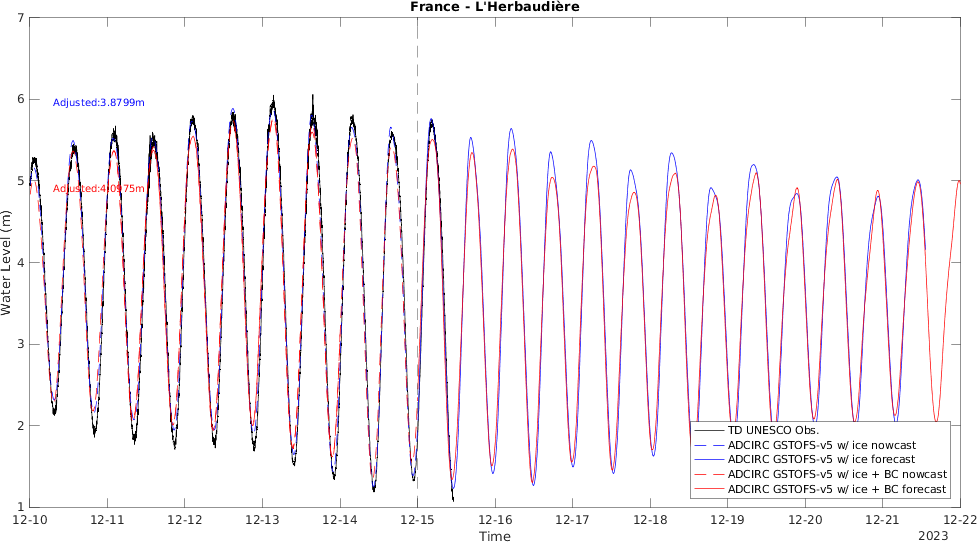 France - L'Herbaudière
7
6
5
4
3
2
1
Water Level (m)
Adjusted:3.8799m
Adjusted:4.0975m
TD UNESCO Obs.
ADCIRC GSTOFS-v5 w/ ice nowcast
ADCIRC GSTOFS-v5 w/ ice forecast
ADCIRC GSTOFS-v5 w/ ice + BC nowcast
ADCIRC GSTOFS-v5 w/ ice + BC forecast
12-10 12-11 12-12 12-13 12-14 12-15 12-16 12-17 12-18 12-19 12-20 12-21 12-22
Time
2023